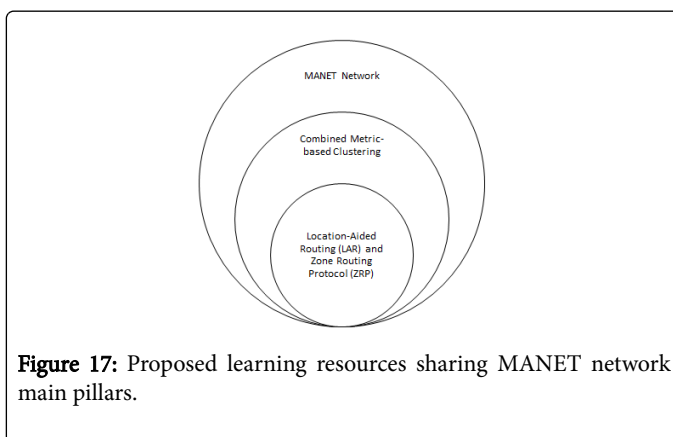 MANET Network
Combined Metric-
based Clustering
Location-Aided
Routing (LAR) and
Zone Routing
Protocol (ZRP)
Figure 17: Proposed learning resources sharing MANET network
main pillars.